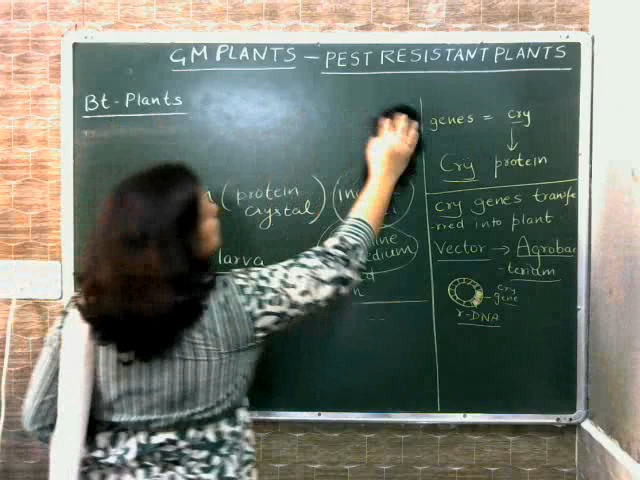 GM PLANTS - PEST RESISTANT PLANTS
Bt-Plants
(protein
crystal)
larva
genes = cry
↓
Cry protein
cry genes transfe
-rred into plant
Vector → Agrobac
-terium
cry
gene
r-DNA